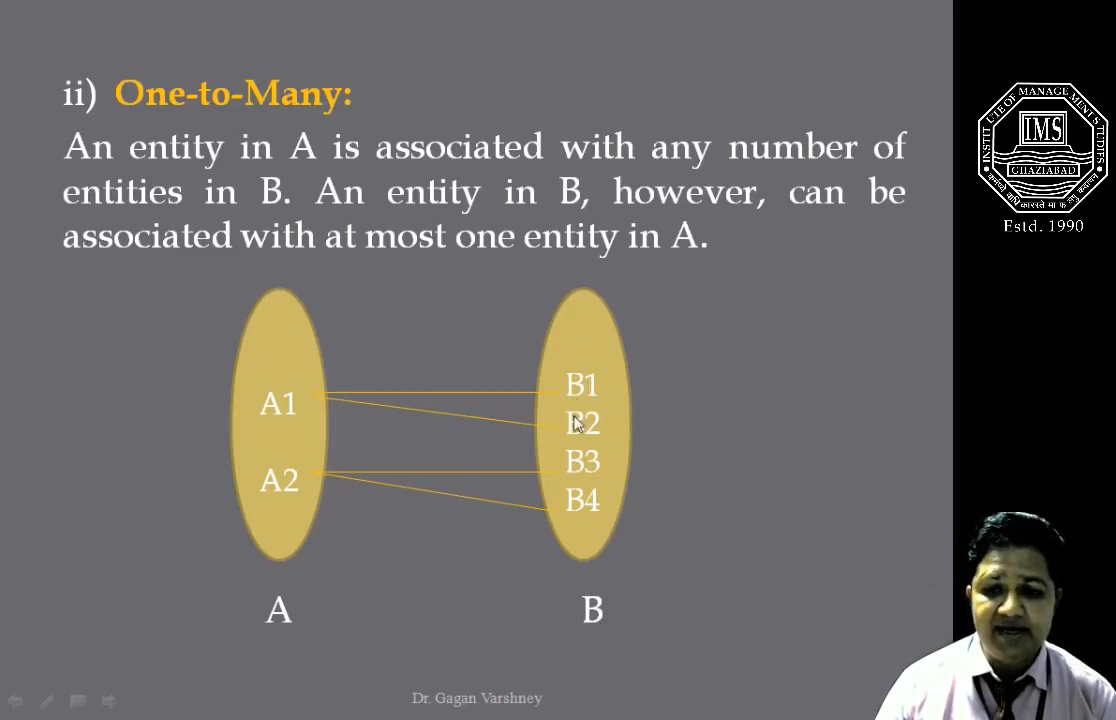 ii) One-to-Many:
An entity in A is associated with any number of
entities in B. An entity in B, however, can be
associated with at most one entity in A.
A1
A2
B1
B2
B3
B4
A
B
Dr. Gagan Varshney
INSTITUTE OF MANAGEMENT STUDIES
IMS
GHAZIABAD
Estd. 1990